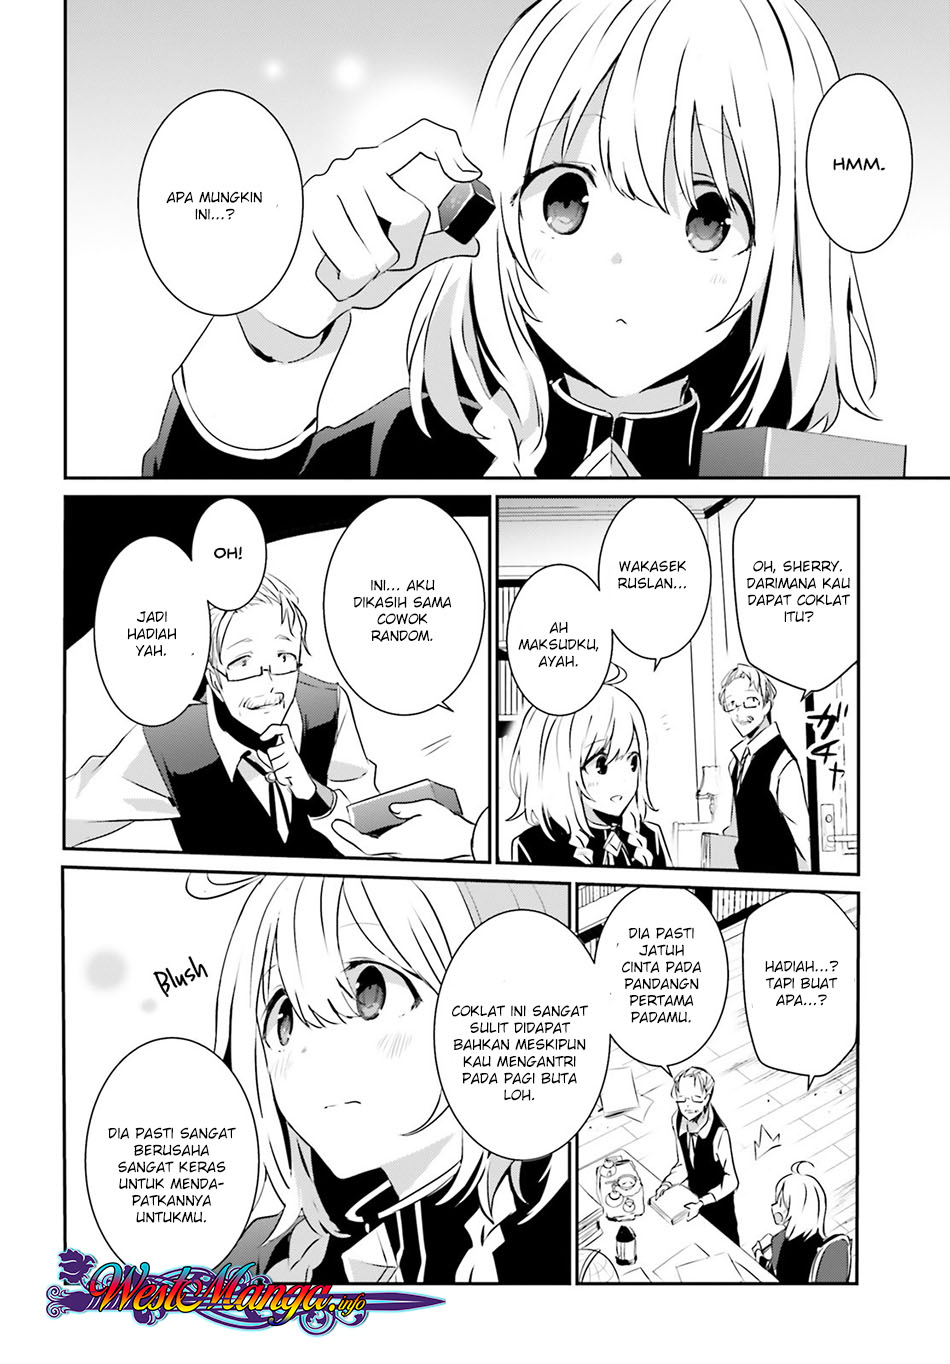 HMM.
APA MUNGKIN
INI...?
OH, SHERRY.
DARIMANA KAU
DAPAT COKLAT
ITU?
ガチャ
WAKASEK
RUSLAN...
AH
MAKSUDKU,
AYAH.
INI... AKU
DIKASIH SAMA
COWOK
RANDOM.
OH!
JADI
HADIAH
YAH.
HADIAH...?
TAPI BUAT
APA...?
DIA PASTI
JATUH
CINTA PADA
PANDANGN
PERTAMA
PADAMU.
COKLAT INI SANGAT
SULIT DIDAPAT
BAHKAN MESKIPUN
KAU MENGANTRI
PADA PAGI BUTA
LOH.
Blush
DIA PASTI SANGAT
BERUSAHA
SANGAT KERAS
UNTUK MENDA-
PATKANNYA
UNTUKMU.
WestManga.info